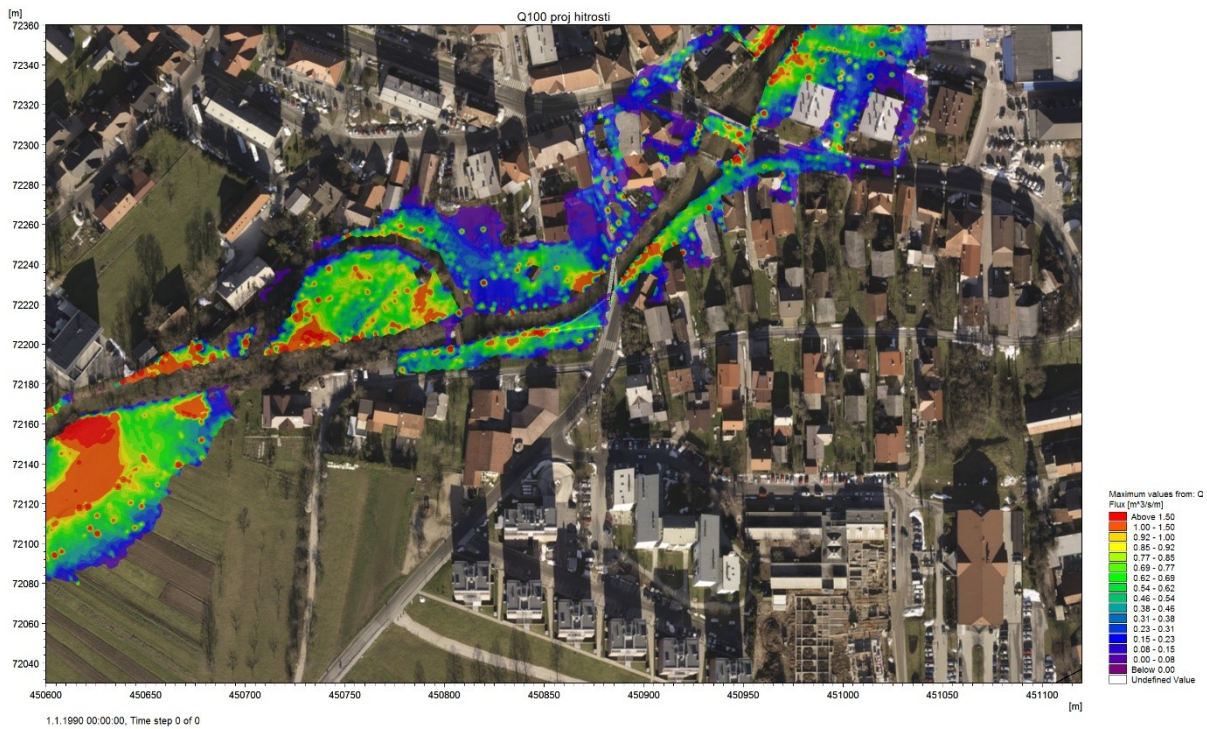 [m]
Q100 proj hitrosti
72360
72340
72320
72300
72280
72260
72240
72220
72200
72180
72160
72140
72120
72100
72080
72060
72040
450600 450650 450700 450750 450800 450850 450900 450950 451000 451050 451100
[m]
1.1.1990 00:00:00, Time step 0 of 0
Maximum values from: Q
Flux [m^3/s/m]
Above 1.50
1.00 - 1.50
0.92 - 1.00
0.85 - 0.92
0.77 - 0.85
0.69 - 0.77
0.62 - 0.69
0.54 - 0.62
0.46 - 0.54
0.38 - 0.46
0.31 - 0.38
0.23 - 0.31
0.15 - 0.23
0.08 - 0.15
0.00 - 0.08
Below 0.00
Undefined Value